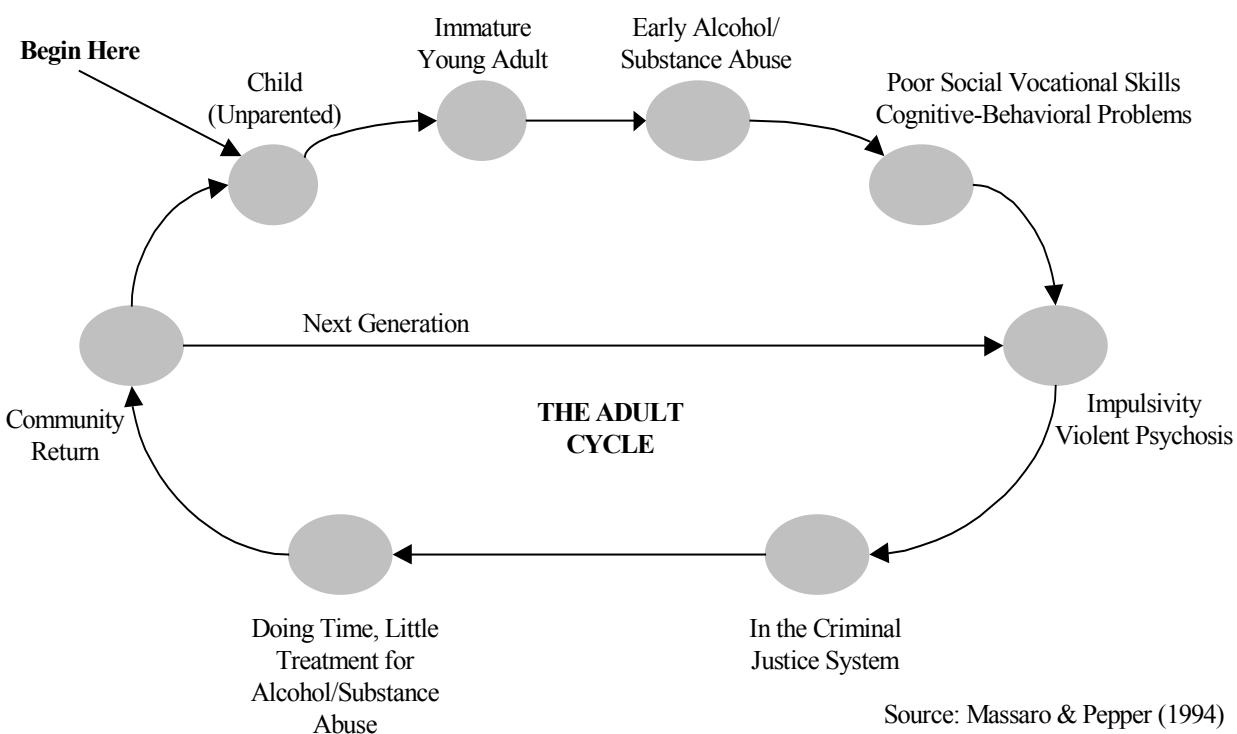 Begin Here
Child
(Unparented)
Immature
Young Adult
Early Alcohol/
Substance Abuse
Poor Social Vocational Skills
Cognitive-Behavioral Problems
Next Generation
THE ADULT
CYCLE
Impulsivity
Violent Psychosis
Community
Return
In the Criminal
Justice System
Doing Time, Little
Treatment for
Alcohol/Substance
Abuse
Source: Massaro & Pepper (1994)